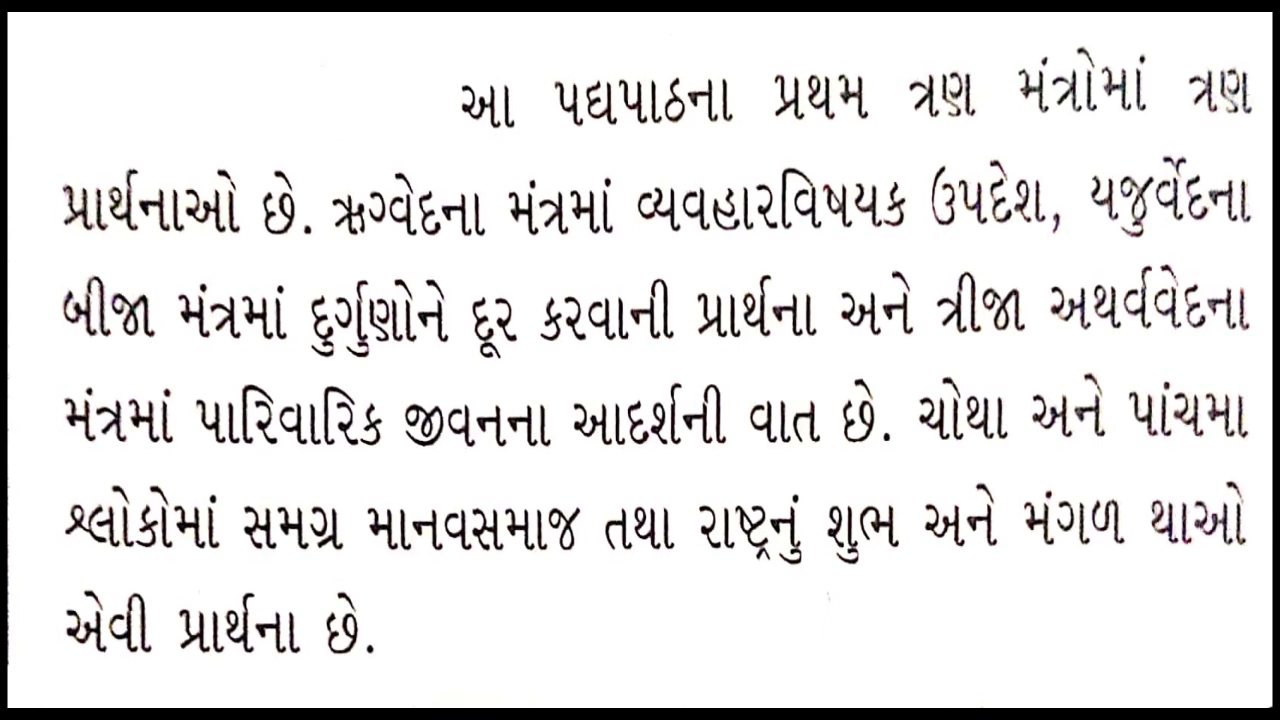 આ પદ્યપાઠના પ્રથમ ત્રણ મંત્રોમાં ત્રણ
પ્રાર્થનાઓ છે. ઋગ્વેદના મંત્રમાં વ્યવહારવિષયક ઉપદેશ, યજુર્વેદના
બીજા મંત્રમાં દુર્ગુણોને દૂર કરવાની પ્રાર્થના અને ત્રીજા અથર્વવેદના
મંત્રમાં પારિવારિક જીવનના આદર્શની વાત છે. ચોથા અને પાંચમા
શ્લોકોમાં સમગ્ર માનવસમાજ તથા રાષ્ટ્રનું શુભ અને મંગળ થાઓ
એવી પ્રાર્થના છે.